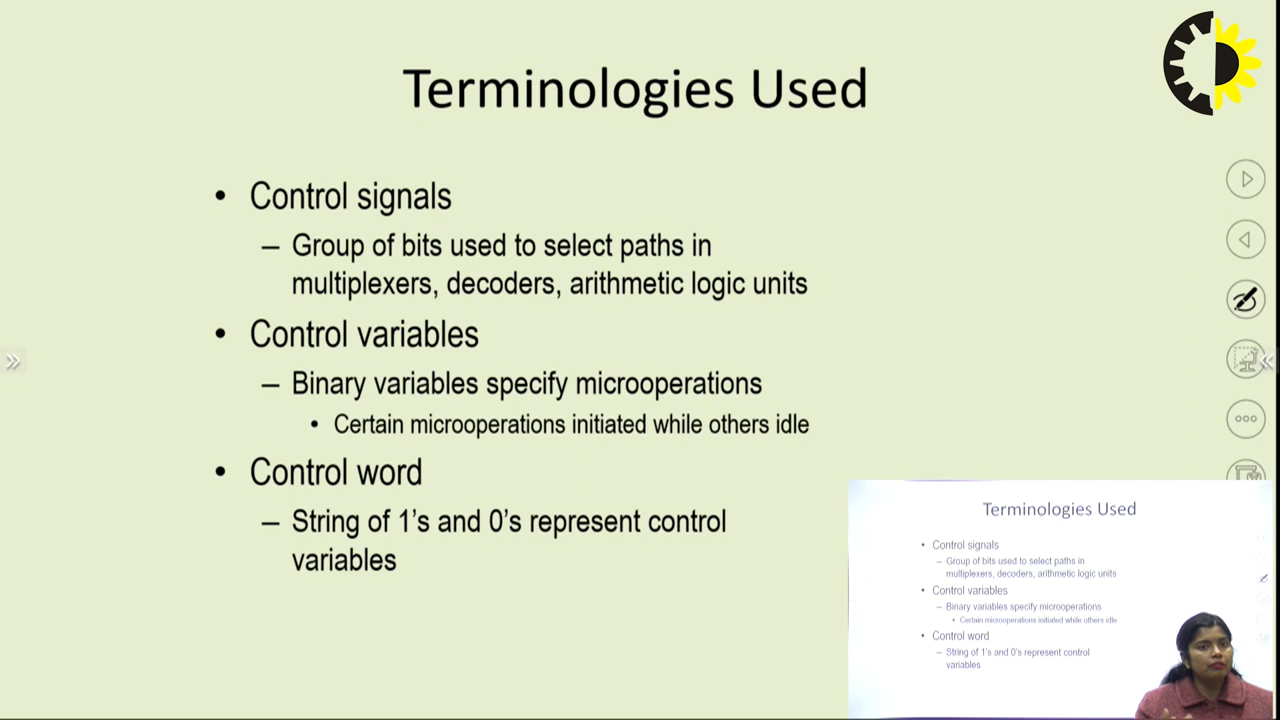 Terminologies Used
• Control signals
– Group of bits used to select paths in
multiplexers, decoders, arithmetic logic units
• Control variables
– Binary variables specify microoperations
• Certain microoperations initiated while others idle
• Control word
– String of 1's and 0's represent control
variables
Terminologies Used
• Control signals
– Group of bits used to select paths in
multiplexers, decoders, arithmetic logic units
• Control variables
– Binary variables specify microoperations
• Certain microoperations initiated while others idle
• Control word
– String of 1's and 0's represent control
variables